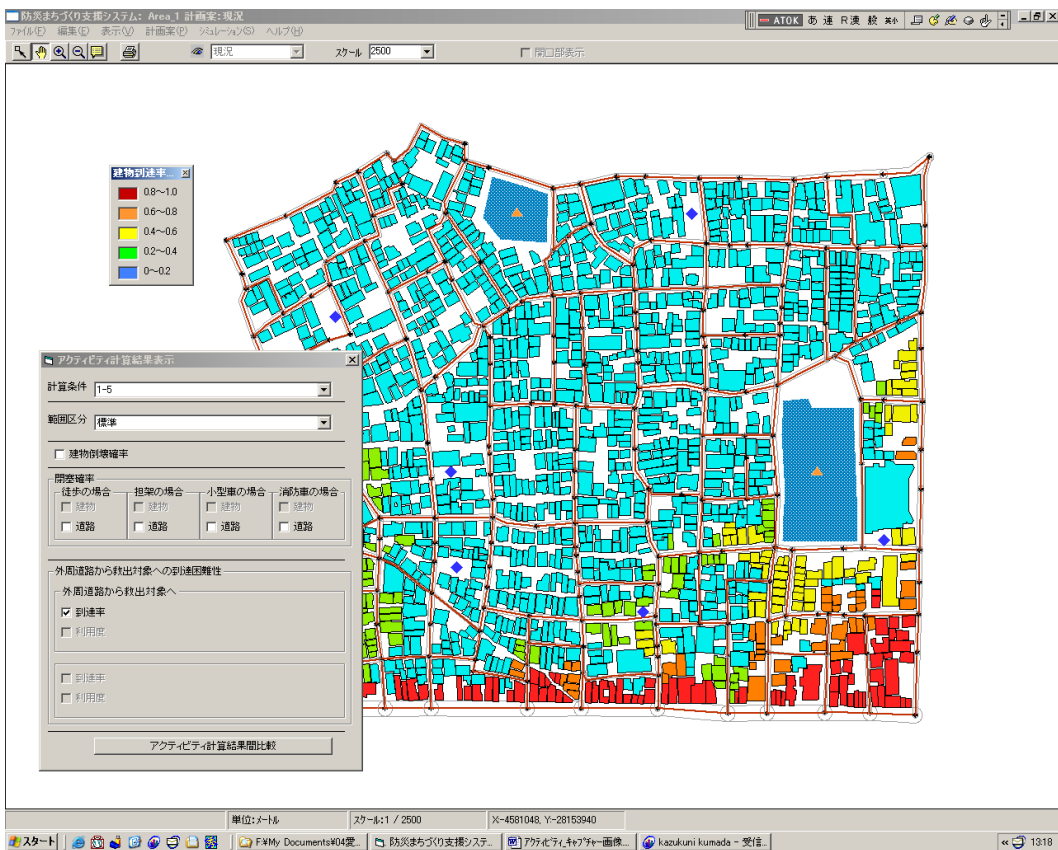 防災まちづくり支援システム: Area_1 計画案:現況
ATOK あ 連 R漢 般 英小
ファイル(F) 編集(E) 表示(V) 計画案(P) シミュレーション(S) ヘルプ(H)
現況
スケール 2500
開口部表示
建物到達率...
0.8～1.0
0.6～0.8
0.4～0.6
0.2～0.4
0～0.2
アクティビティ計算結果表示
計算条件 1-5
範囲区分 標準
建物倒壊確率
閉塞確率
徒歩の場合 担架の場合 小型車の場合 消防車の場合
建物 建物 建物 建物
道路 道路 道路 道路
外周道路から救出対象への到達困難性
外周道路から救出対象へ
到達率
利用度
到達率
利用度
アクティビティ計算結果間比較
単位:メートル スケール:1 / 2500 X-4581048, Y-28153940
スタート F:¥My Documents¥04愛... 防災まちづくり支援システ... アクティビティ_キャプチャー画像... kazukuni kumada - 受信... « 13:18